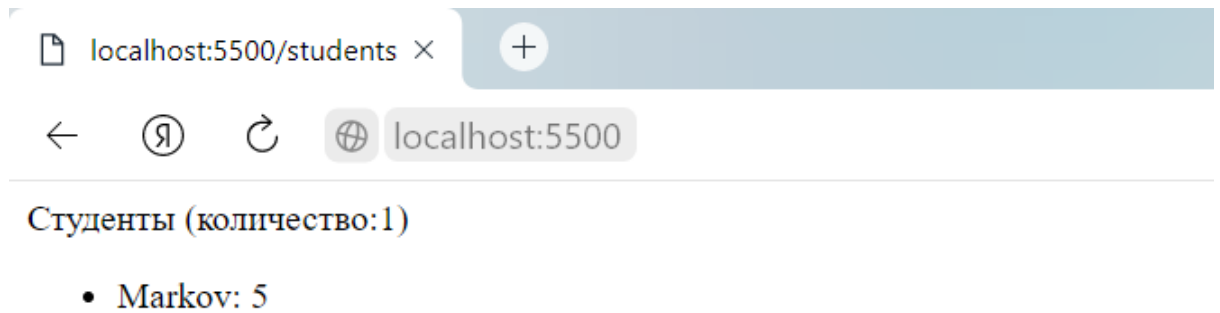 localhost:5500/students
Я localhost:5500
Студенты (количество:1)
• Markov: 5